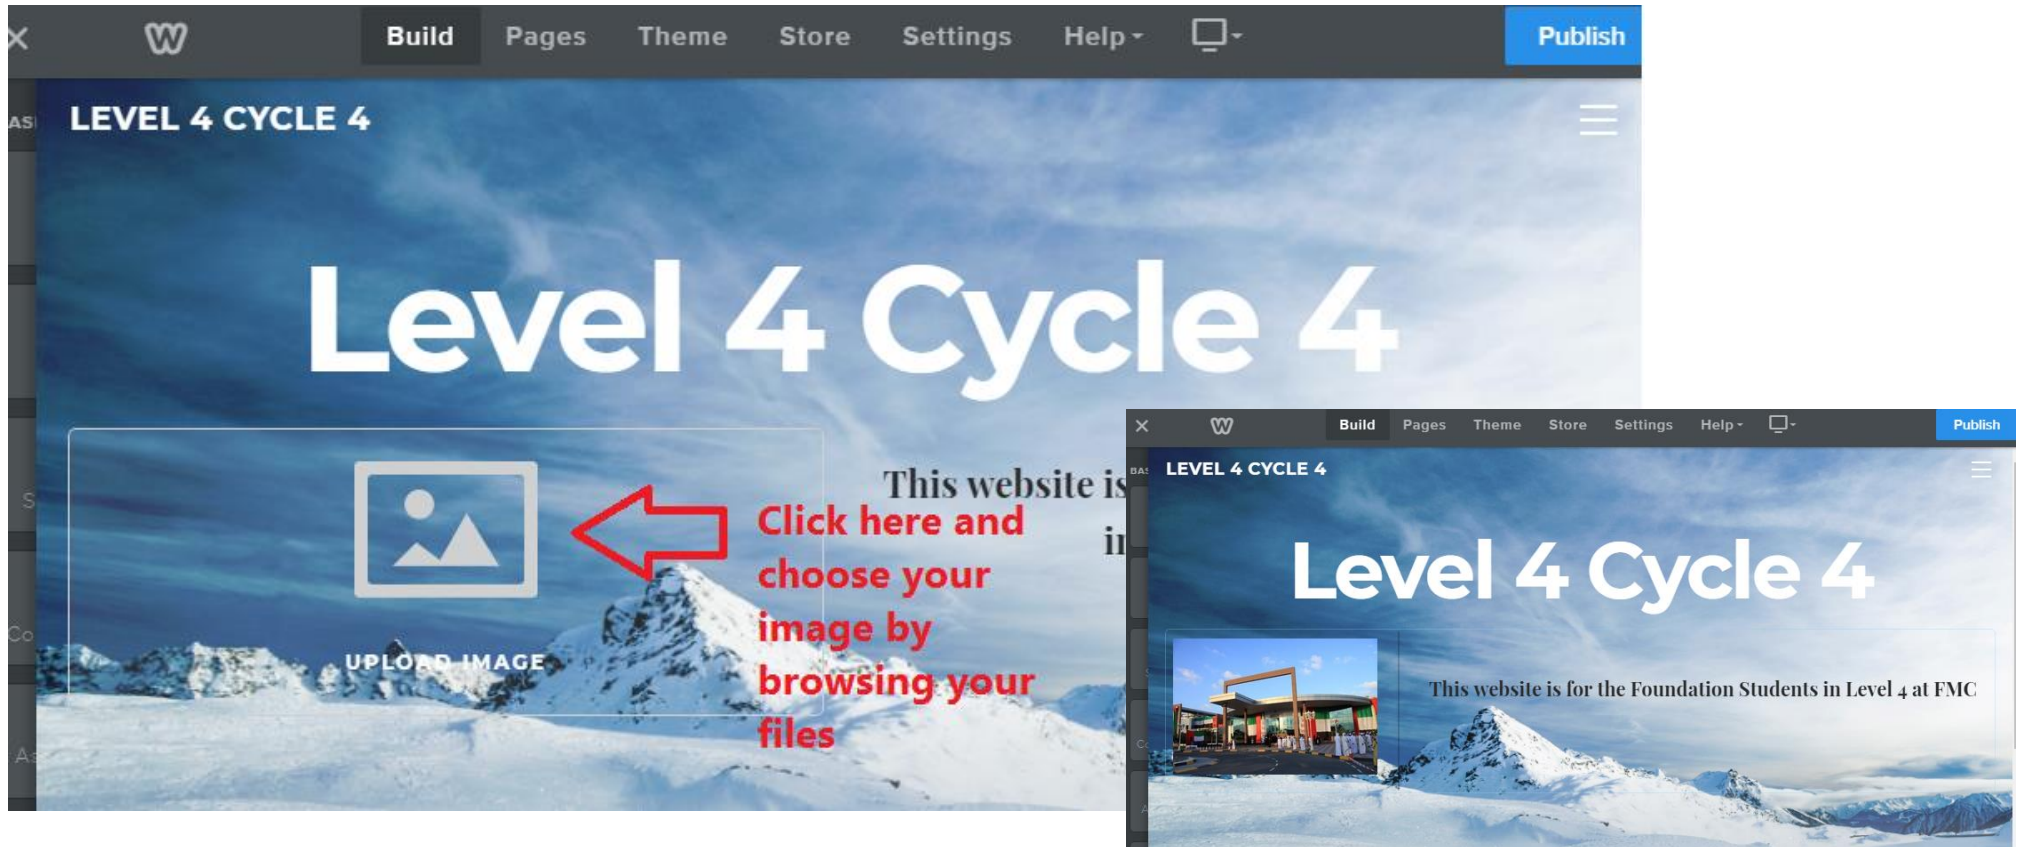 Build Pages Theme Store Settings Help Publish
LEVEL 4 CYCLE 4
Level 4 Cycle 4
This website is
Click here and
choose your
image by
browsing your
files
UPLOAD IMAGE
Build Pages Theme Store Settings Help Publish
LEVEL 4 CYCLE 4
Level 4 Cycle 4
This website is for the Foundation Students in Level 4 at FMC